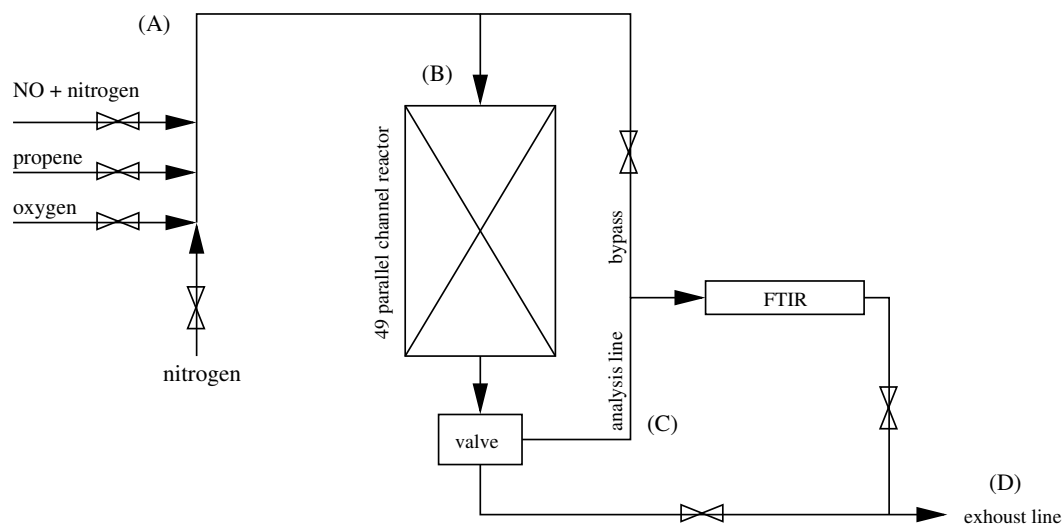 (A)
(B)
NO + nitrogen
propene
oxygen
nitrogen
49 parallel channel reactor
bypass
FTIR
analysis line
valve
(C)
(D)
exhoust line